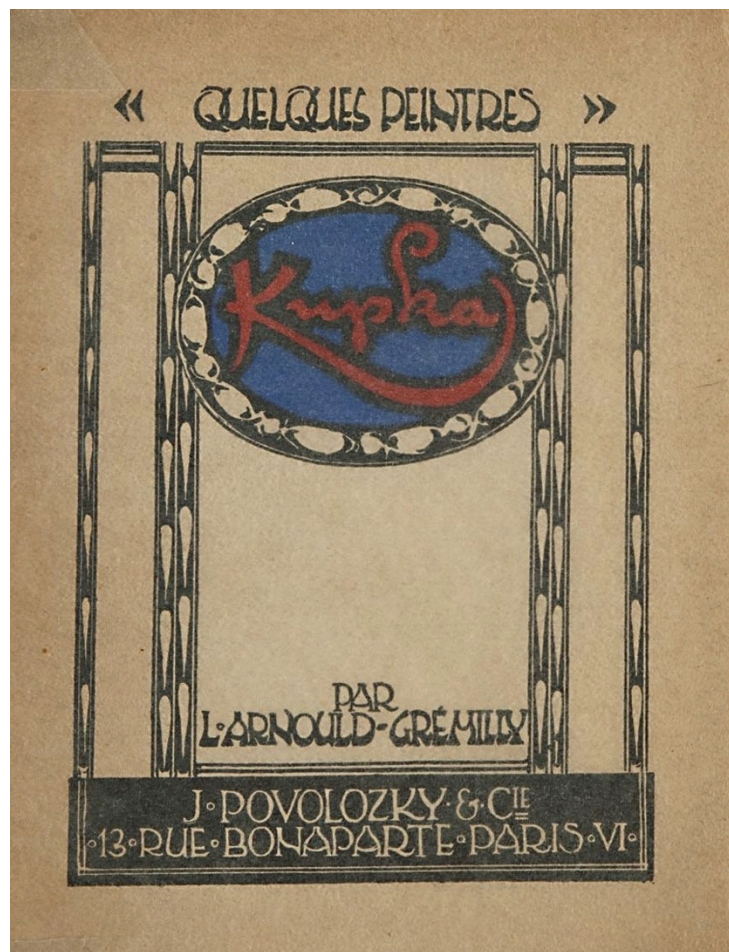 « QUELQUES PEINTRES »
Kupka
PAR
L·ARNOULD-GRÉMILLY
J·POVOLOZKY·&·CIE
·13·RUE·BONAPARTE·PARIS·VI·